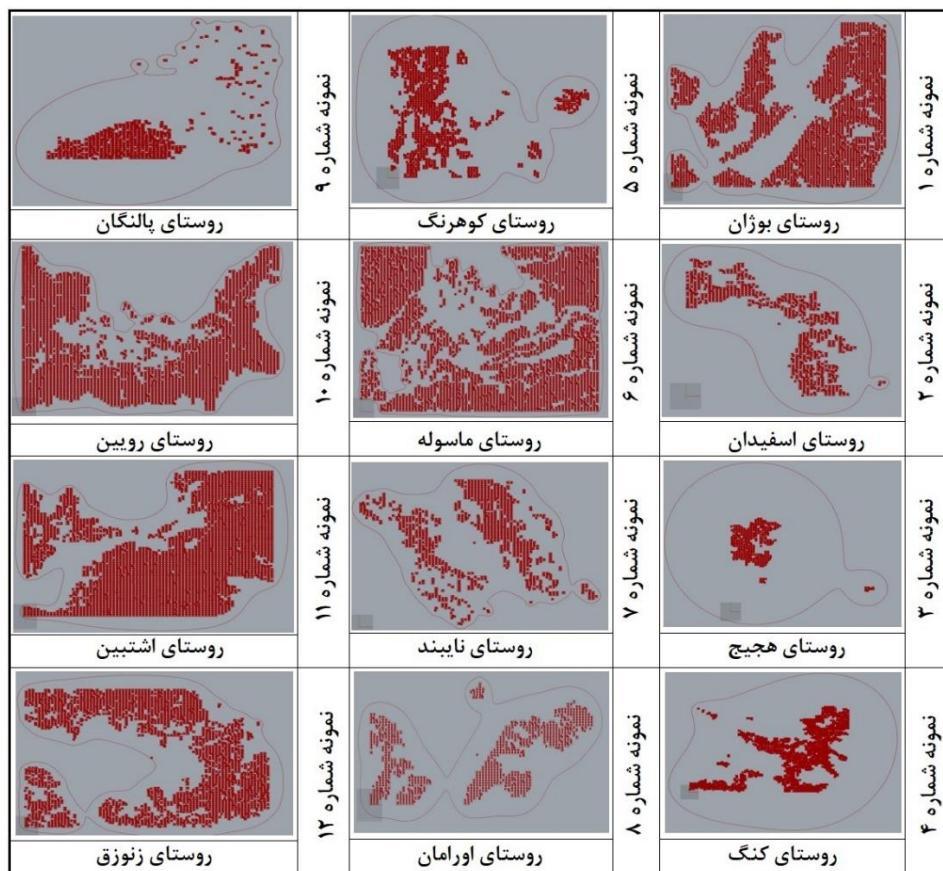 نمونه شماره ۱
روستای بوژان
نمونه شماره ۵
روستای کوهرنگ
نمونه شماره ۹
روستای پالنگان
نمونه شماره ۲
روستای اسفیدان
نمونه شماره ۶
روستای ماسوله
نمونه شماره ۱۰
روستای رویین
نمونه شماره ۳
روستای هجیج
نمونه شماره ۷
روستای نایبند
نمونه شماره ۱۱
روستای اشتبین
نمونه شماره ۴
روستای کنگ
نمونه شماره ۸
روستای اورامان
نمونه شماره ۱۲
روستای زنوزق